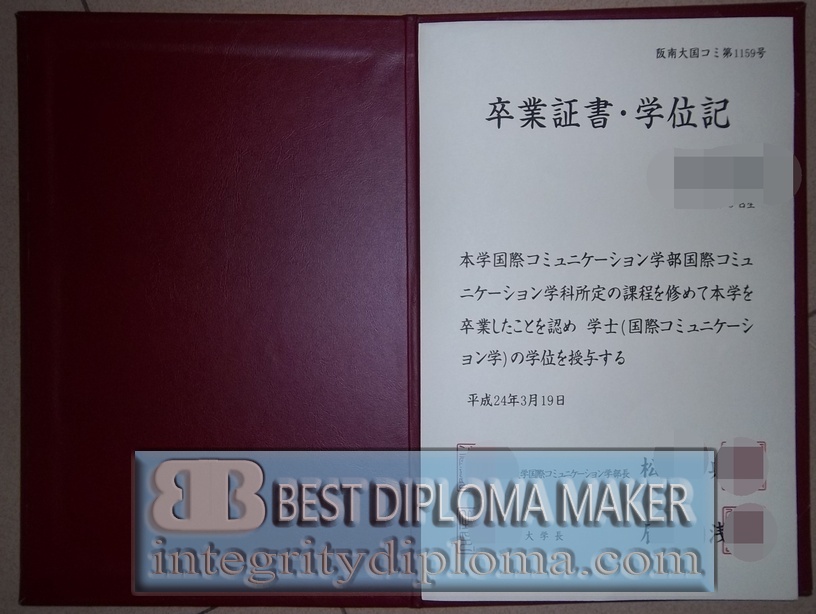 阪南大国コミ第1159号
卒業証書・学位記
本学国際コミュニケーション学部国際コミュ
ニケーション学科所定の課程を修めて本学を
卒業したことを認め 学士(国際コミュニケーシ
ョン学)の学位を授与する
平成24年3月19日
学国際コミュニケーション学部長 松
大学長 浅
BEST DIPLOMA MAKER
integritydiploma.com